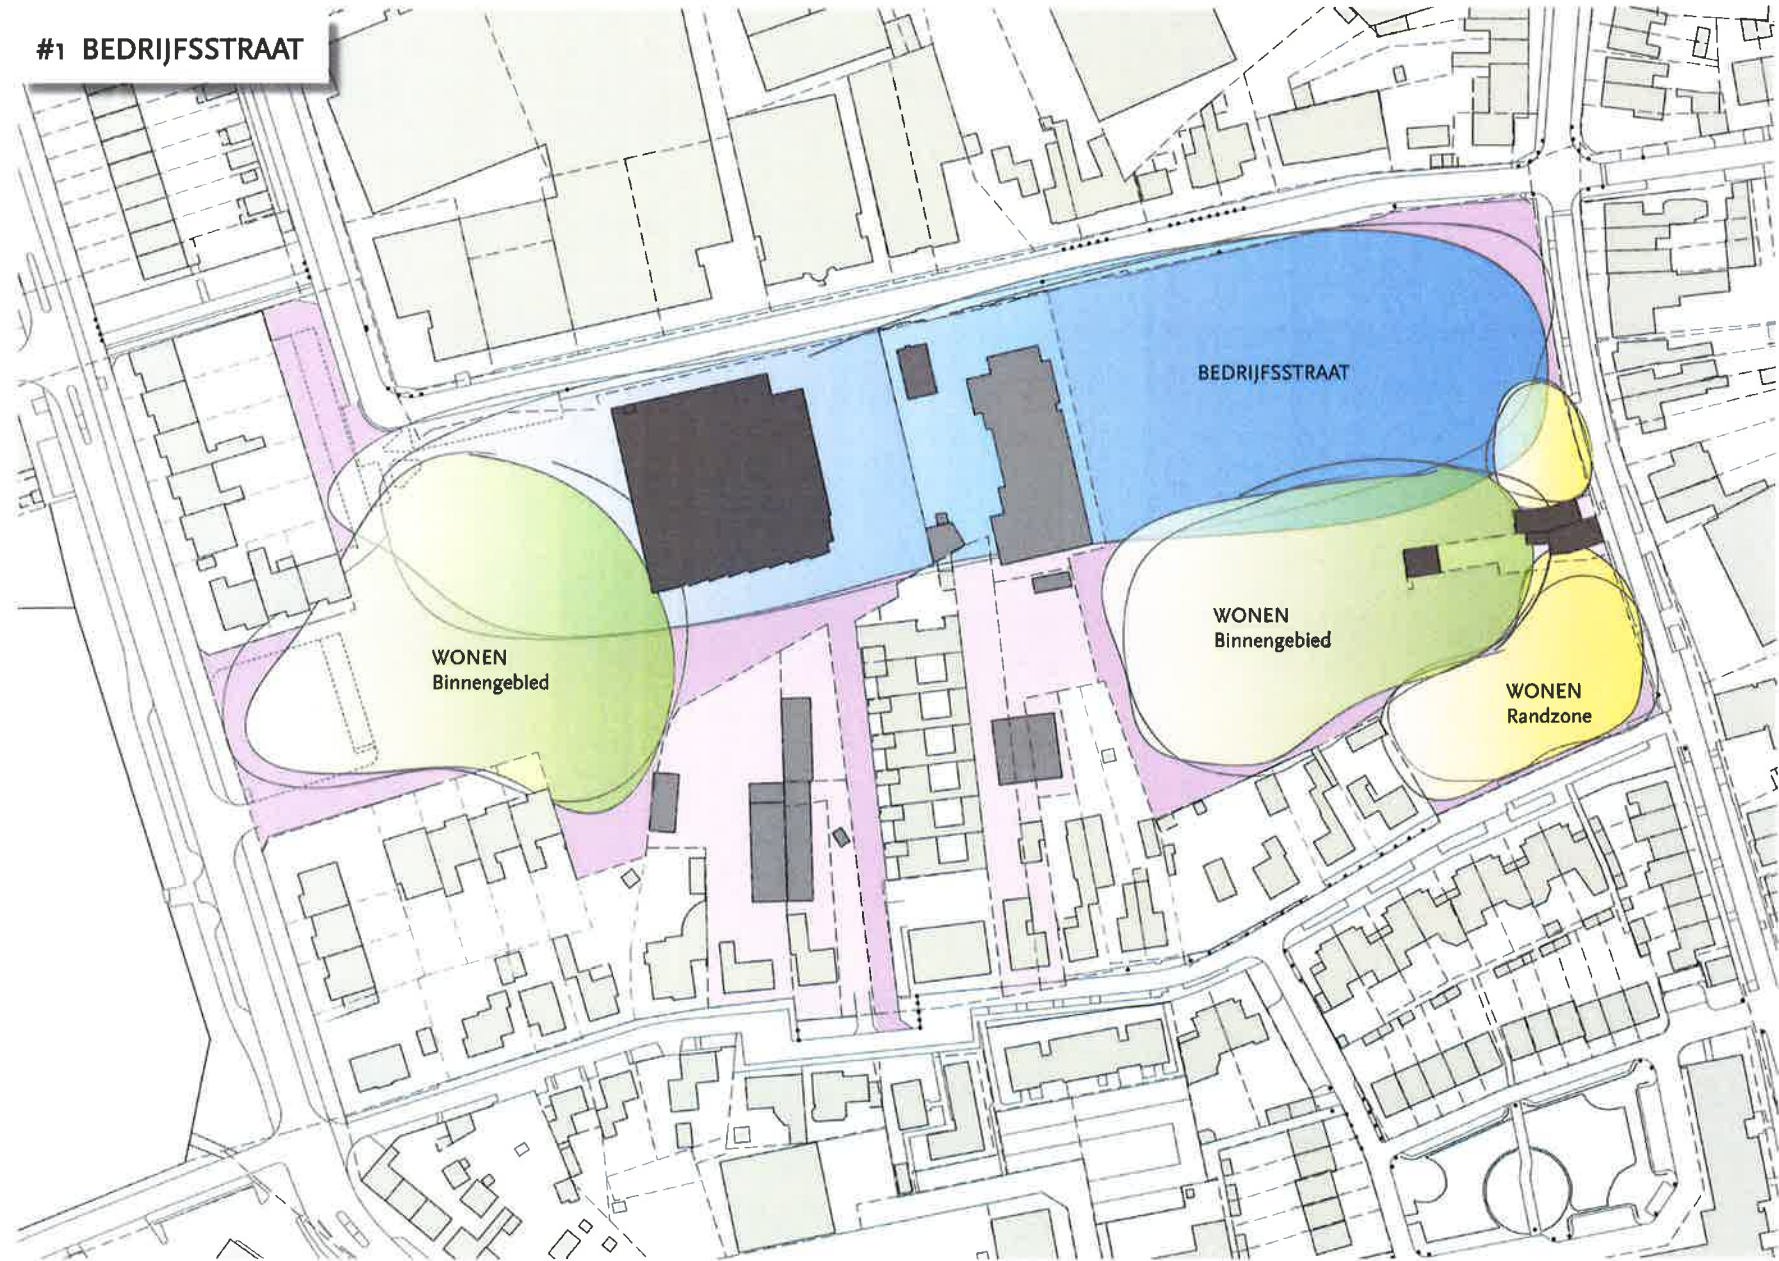 #1 BEDRIJFSSTRAAT
BEDRIJFSSTRAAT
WONEN
Binnengebied
WONEN
Binnengebied
WONEN
Randzone